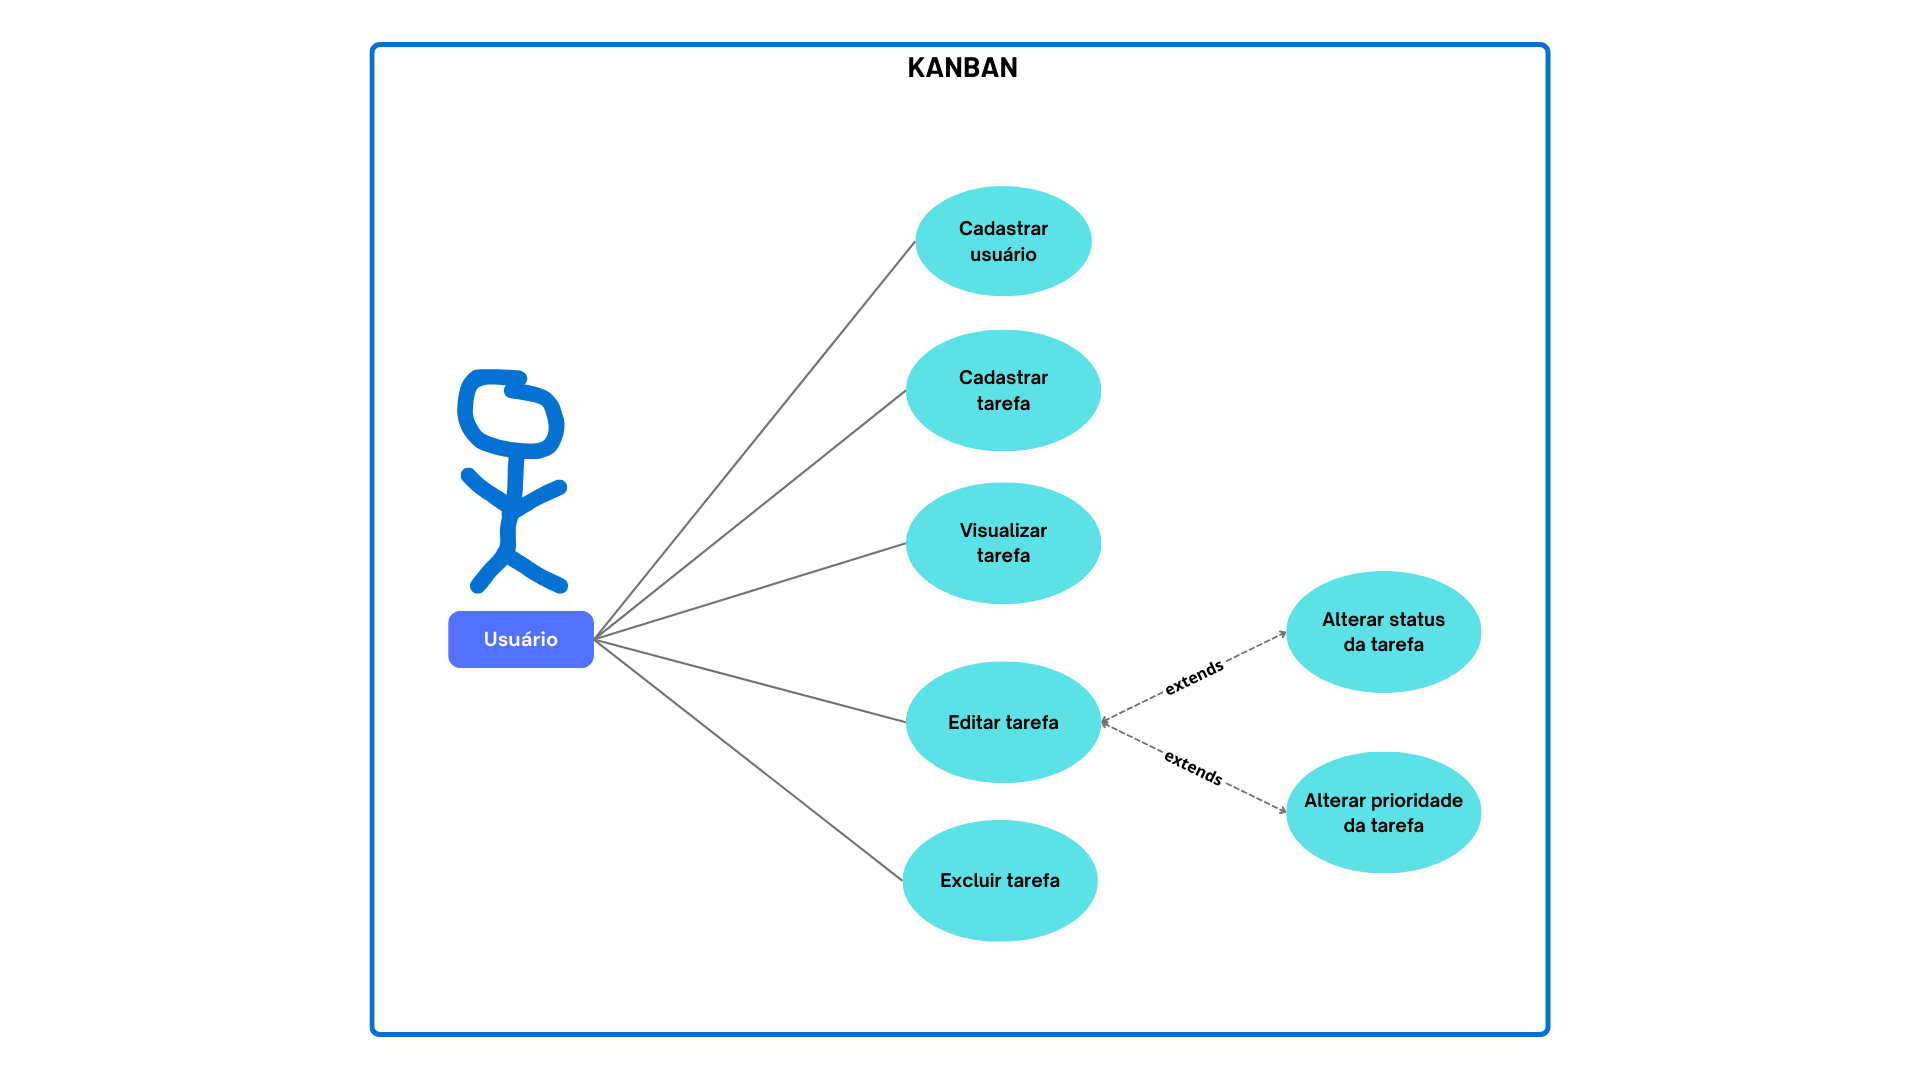 KANBAN
Cadastrar
usuário
Cadastrar
tarefa
Visualizar
tarefa
Usuário
Editar tarefa
Excluir tarefa
extends
extends
Alterar status
da tarefa
Alterar prioridade
da tarefa